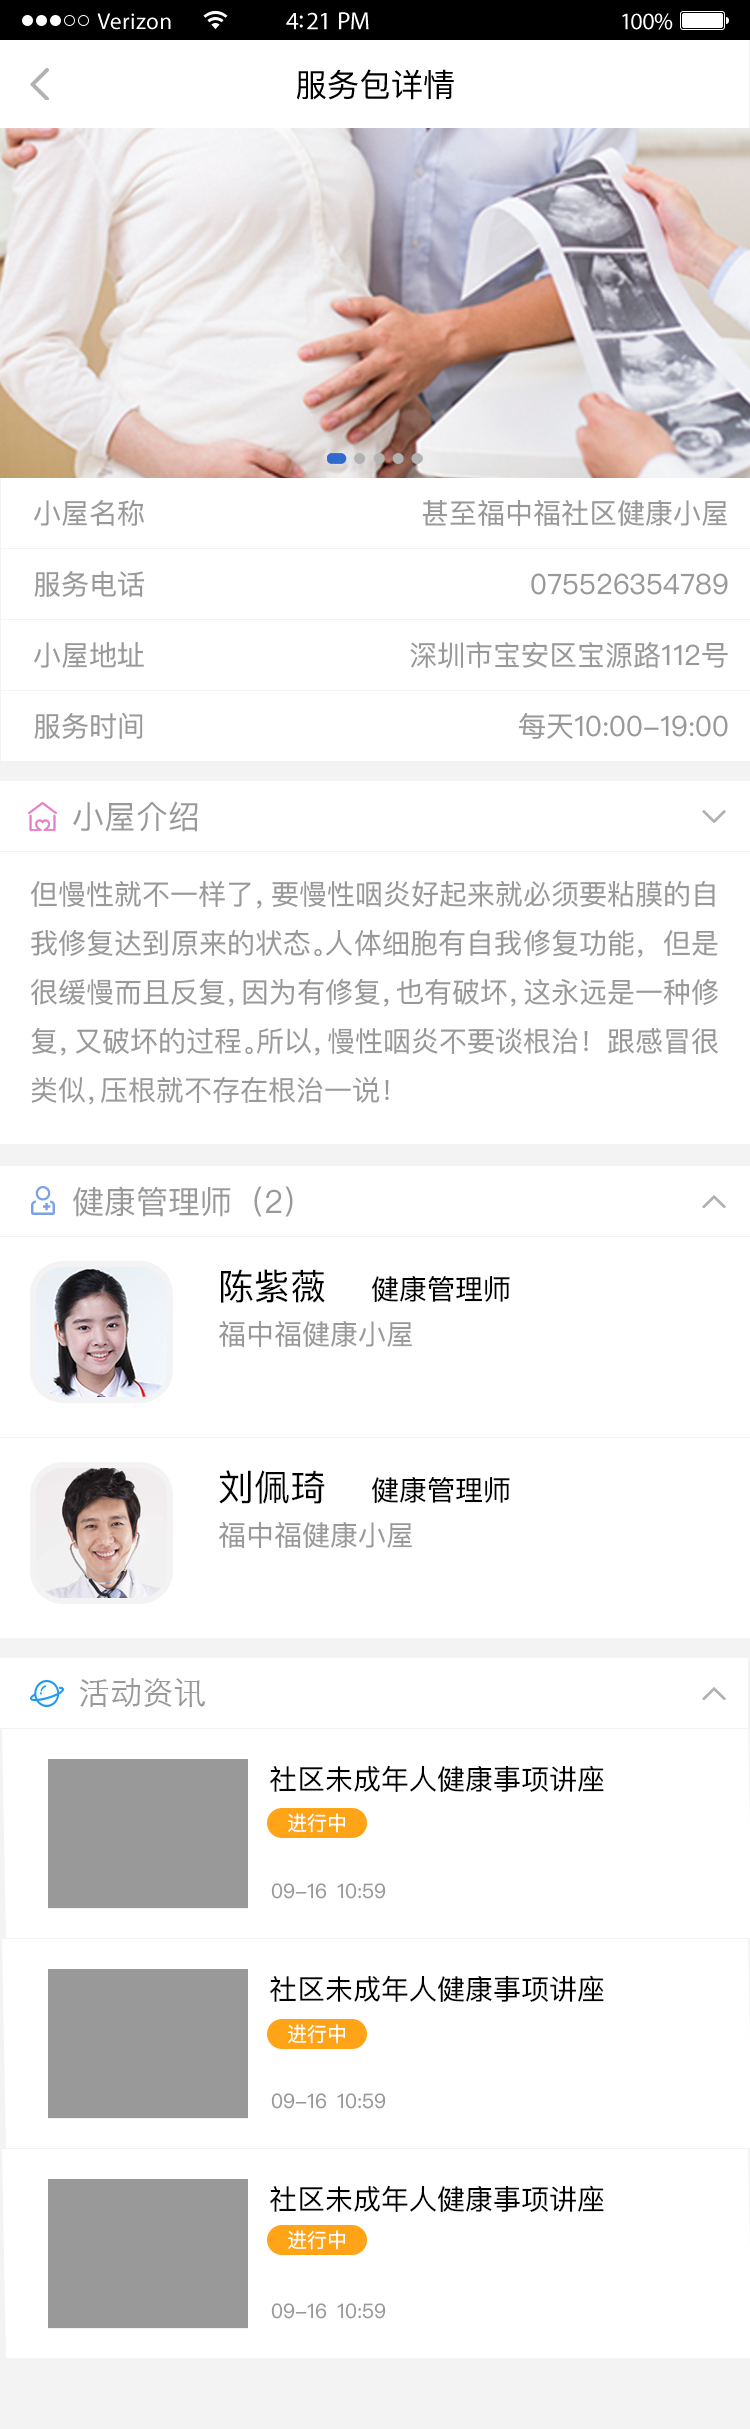 Verizon 4:21 PM 100%
服务包详情
小屋名称 甚至福中福社区健康小屋
服务电话 075526354789
小屋地址 深圳市宝安区宝源路112号
服务时间 每天10:00-19:00
小屋介绍
但慢性就不一样了，要慢性咽炎好起来就必须要粘膜的自
我修复达到原来的状态。人体细胞有自我修复功能，但是
很缓慢而且反复，因为有修复，也有破坏，这永远是一种修
复，又破坏的过程。所以，慢性咽炎不要谈根治！跟感冒很
类似，压根就不存在根治一说！
健康管理师（2）
陈紫薇 健康管理师
福中福健康小屋
刘佩琦 健康管理师
福中福健康小屋
活动资讯
社区未成年人健康事项讲座
进行中
09-16 10:59
社区未成年人健康事项讲座
进行中
09-16 10:59
社区未成年人健康事项讲座
进行中
09-16 10:59